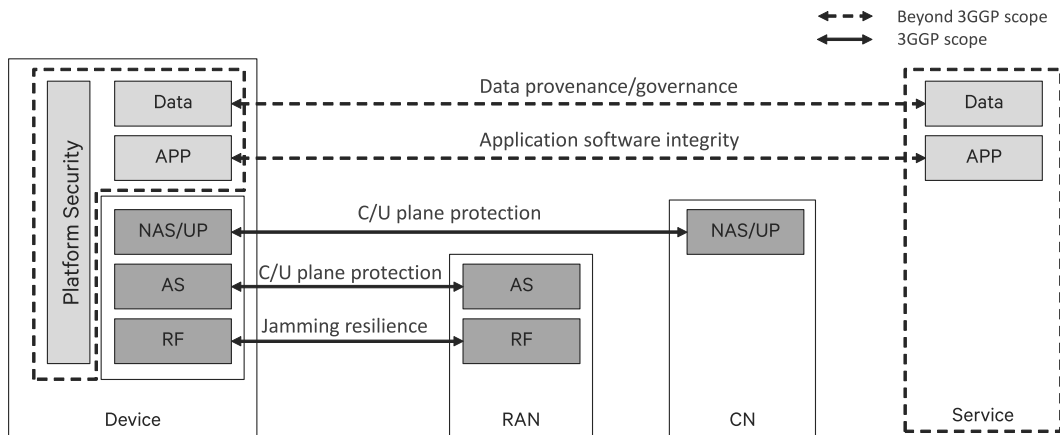 Beyond 3GGP scope
3GGP scope
Data provenance/governance
Data
Data
Application software integrity
APP
APP
Platform Security
C/U plane protection
NAS/UP
NAS/UP
C/U plane protection
AS
AS
Jamming resilience
RF
RF
Device
RAN
CN
Service